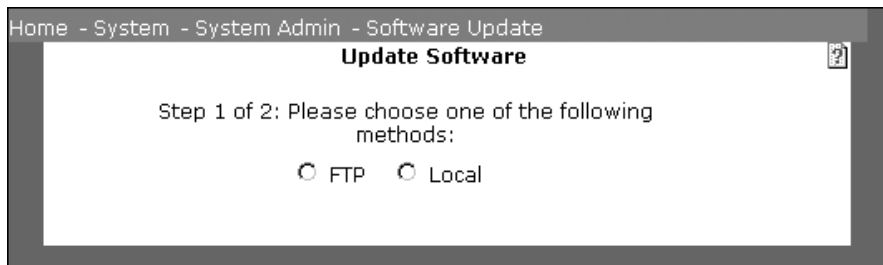 Home - System - System Admin - Software Update
Update Software
?
Step 1 of 2: Please choose one of the following
methods:
FTP Local